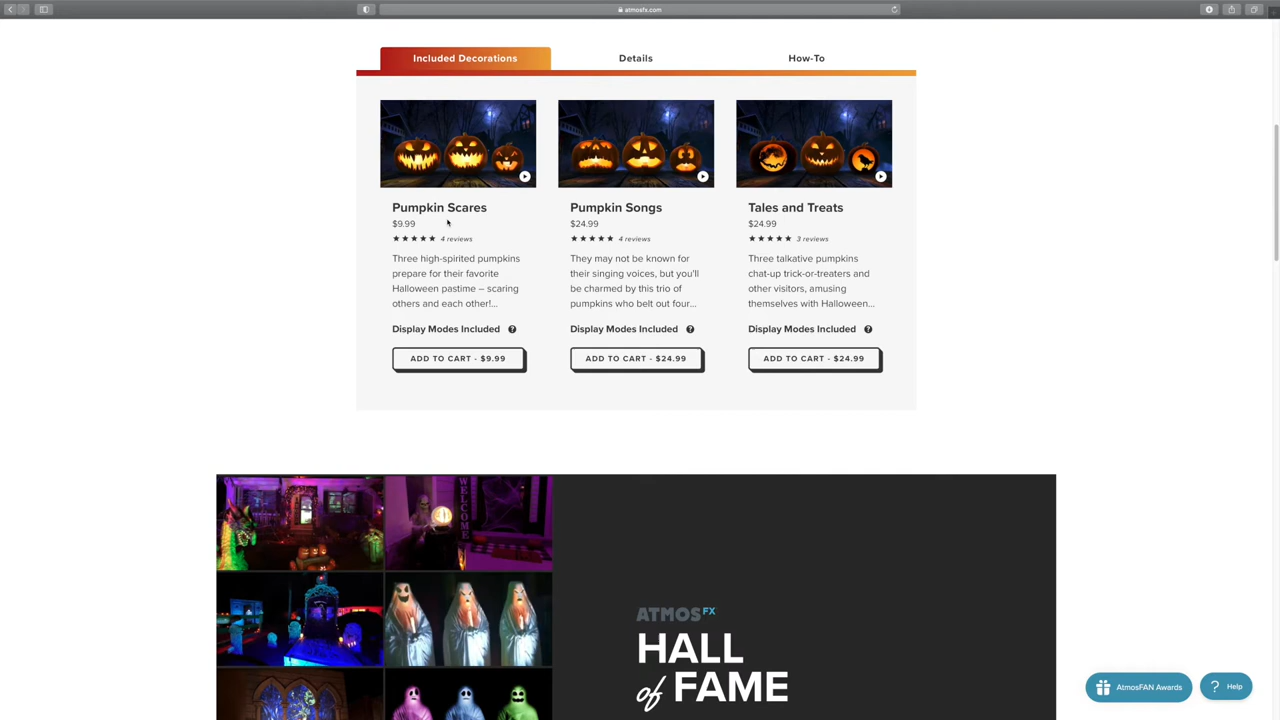 atmosfx.com
Included Decorations
Details
How-To
Pumpkin Scares
$9.99
4 reviews
Three high-spirited pumpkins
prepare for their favorite
Halloween pastime – scaring
others and each other!...
Display Modes Included ?
ADD TO CART - $9.99
Pumpkin Songs
$24.99
4 reviews
They may not be known for
their singing voices, but you'll
be charmed by this trio of
pumpkins who belt out four...
Display Modes Included ?
ADD TO CART - $24.99
Tales and Treats
$24.99
3 reviews
Three talkative pumpkins
chat-up trick-or-treaters and
other visitors, amusing
themselves with Halloween...
Display Modes Included ?
ADD TO CART - $24.99
WELCOME
ATMOSFX
HALL
of FAME
AtmosFAN Awards
? Help